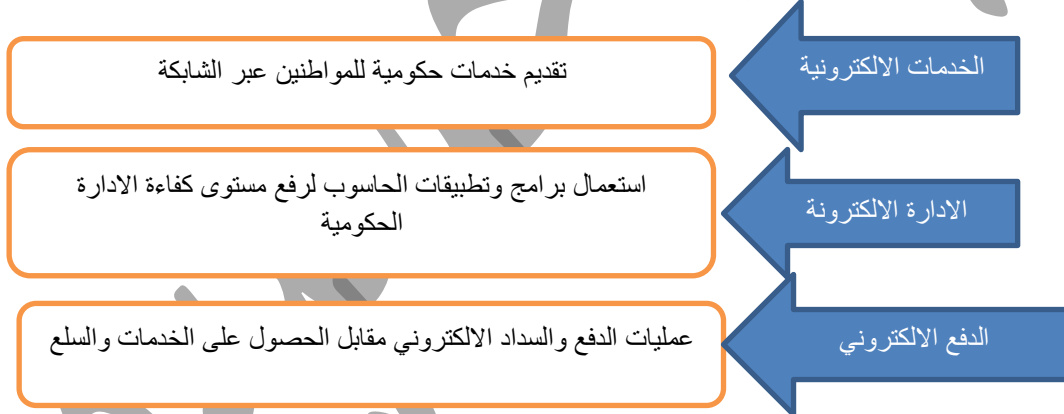 الخدمات الالكترونية
تقديم خدمات حكومية للمواطنين عبر الشابكة
الادارة الالكترونة
استعمال برامج وتطبيقات الحاسوب لرفع مستوى كفاءة الادارة
الحكومية
الدفع الالكتروني
عمليات الدفع والسداد الالكتروني مقابل الحصول على الخدمات والسلع